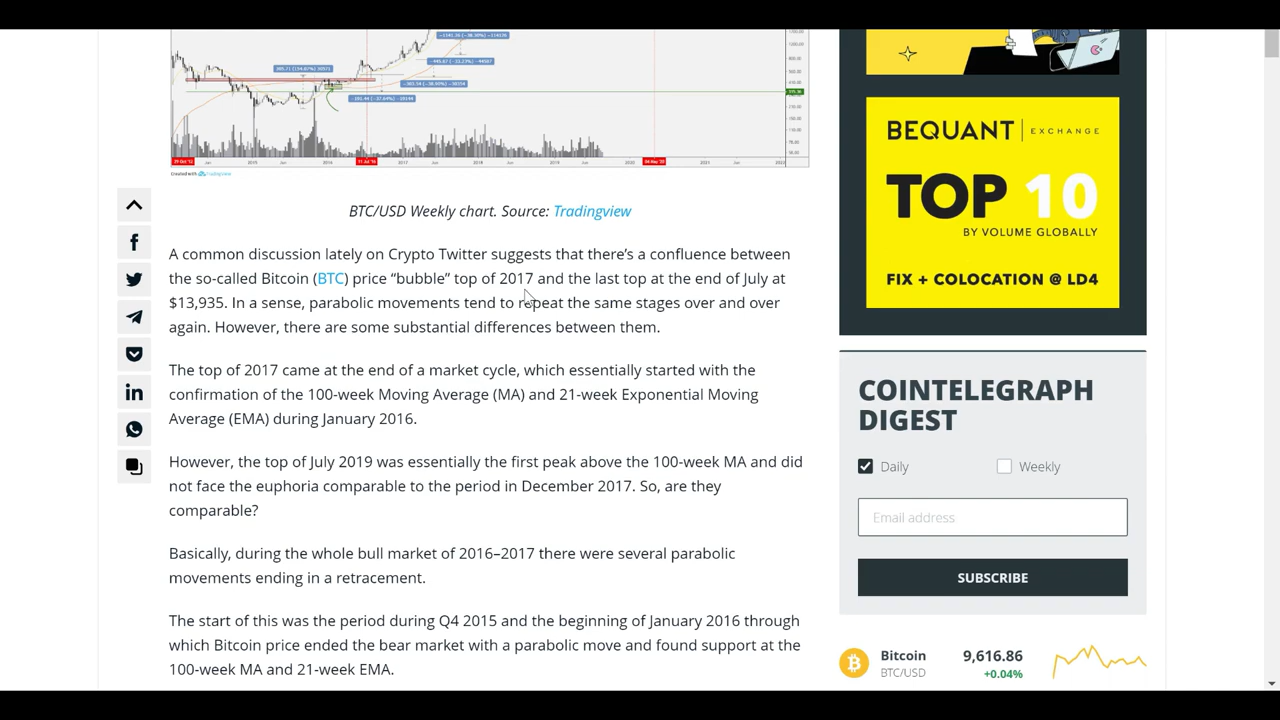 2015
2016
2017
2018
2019
2020
2021
Created with TradingView
BTC/USD Weekly chart. Source: Tradingview
A common discussion lately on Crypto Twitter suggests that there's a confluence between
the so-called Bitcoin (BTC) price “bubble” top of 2017 and the last top at the end of July at
$13,935. In a sense, parabolic movements tend to repeat the same stages over and over
again. However, there are some substantial differences between them.
The top of 2017 came at the end of a market cycle, which essentially started with the
confirmation of the 100-week Moving Average (MA) and 21-week Exponential Moving
Average (EMA) during January 2016.
However, the top of July 2019 was essentially the first peak above the 100-week MA and did
not face the euphoria comparable to the period in December 2017. So, are they
comparable?
Basically, during the whole bull market of 2016–2017 there were several parabolic
movements ending in a retracement.
The start of this was the period during Q4 2015 and the beginning of January 2016 through
which Bitcoin price ended the bear market with a parabolic move and found support at the
100-week MA and 21-week EMA.
BEQUANT | EXCHANGE
TOP 10
BY VOLUME GLOBALLY
FIX + COLOCATION @ LD4
COINTELEGRAPH
DIGEST
Daily
Weekly
Email address
SUBSCRIBE
Bitcoin
9,616.86
BTC/USD
+0.04%